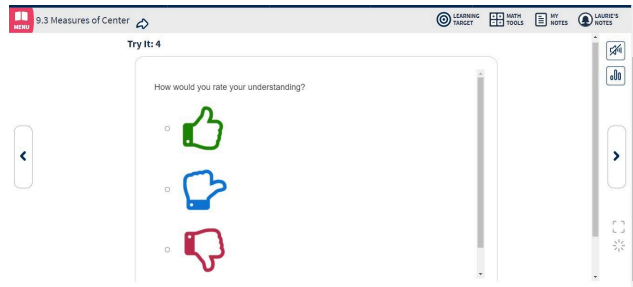 MENU
9.3 Measures of Center
LEARNING
TARGET
MATH
TOOLS
MY
NOTES
LAURIE'S
NOTES
Try It: 4
How would you rate your understanding?